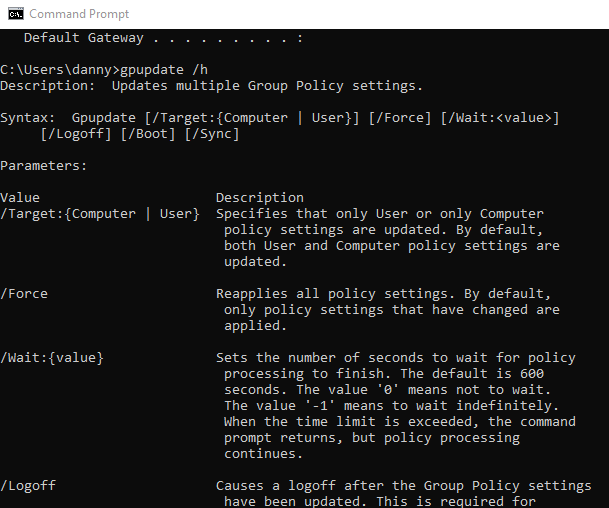 Command Prompt
Default Gateway . . . . . . . . . :
C:\Users\danny>gpupdate /h
Description:  Updates multiple Group Policy settings.
Syntax:  Gpupdate [/Target:{Computer | User}] [/Force] [/Wait:<value>]
[/Logoff] [/Boot] [/Sync]
Parameters:
Value                      Description
/Target:{Computer | User}  Specifies that only User or only Computer
policy settings are updated. By default,
both User and Computer policy settings are
updated.
/Force                     Reapplies all policy settings. By default,
only policy settings that have changed are
applied.
/Wait:{value}              Sets the number of seconds to wait for policy
processing to finish. The default is 600
seconds. The value '0' means not to wait.
The value '-1' means to wait indefinitely.
When the time limit is exceeded, the command
prompt returns, but policy processing
continues.
/Logoff                    Causes a logoff after the Group Policy settings
have been updated. This is required for